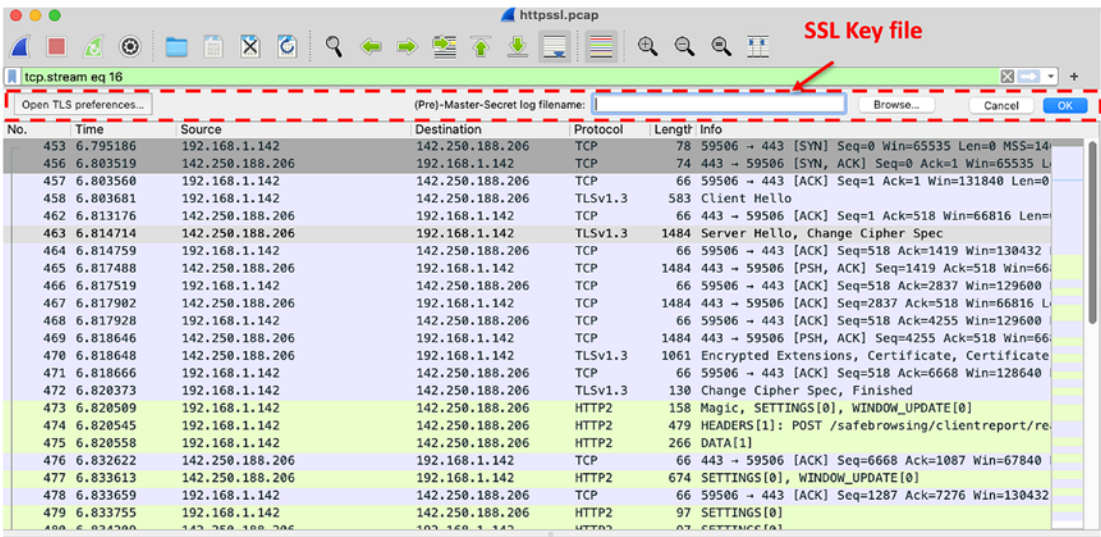 httpssl.pcap
SSL Key file
tcp.stream eq 16
Open TLS preferences... (Pre)-Master-Secret log filename: Browse... Cancel OK
No. Time Source Destination Protocol Length Info
453 6.795186 192.168.1.142 142.250.188.206 TCP 78 59506 → 443 [SYN] Seq=0 Win=65535 Len=0 MSS=14
456 6.803519 142.250.188.206 192.168.1.142 TCP 74 443 → 59506 [SYN, ACK] Seq=0 Ack=1 Win=65535 L
457 6.803560 192.168.1.142 142.250.188.206 TCP 66 59506 → 443 [ACK] Seq=1 Ack=1 Win=131840 Len=0
458 6.803681 192.168.1.142 142.250.188.206 TLSv1.3 583 Client Hello
462 6.813176 142.250.188.206 192.168.1.142 TCP 66 443 → 59506 [ACK] Seq=1 Ack=518 Win=66816 Len=
463 6.814714 142.250.188.206 192.168.1.142 TLSv1.3 1484 Server Hello, Change Cipher Spec
464 6.814759 192.168.1.142 142.250.188.206 TCP 66 59506 → 443 [ACK] Seq=518 Ack=1419 Win=130432
465 6.817488 142.250.188.206 192.168.1.142 TCP 1484 443 → 59506 [PSH, ACK] Seq=1419 Ack=518 Win=66
466 6.817519 192.168.1.142 142.250.188.206 TCP 66 59506 → 443 [ACK] Seq=518 Ack=2837 Win=129600
467 6.817902 142.250.188.206 192.168.1.142 TCP 1484 443 → 59506 [ACK] Seq=2837 Ack=518 Win=66816 L
468 6.817928 192.168.1.142 142.250.188.206 TCP 66 59506 → 443 [ACK] Seq=518 Ack=4255 Win=129600
469 6.818646 142.250.188.206 192.168.1.142 TCP 1484 443 → 59506 [PSH, ACK] Seq=4255 Ack=518 Win=66
470 6.818648 142.250.188.206 192.168.1.142 TLSv1.3 1061 Encrypted Extensions, Certificate, Certificate
471 6.818666 192.168.1.142 142.250.188.206 TCP 66 59506 → 443 [ACK] Seq=518 Ack=6668 Win=128640
472 6.820373 192.168.1.142 142.250.188.206 TLSv1.3 130 Change Cipher Spec, Finished
473 6.820509 192.168.1.142 142.250.188.206 HTTP2 158 Magic, SETTINGS[0], WINDOW_UPDATE[0]
474 6.820545 192.168.1.142 142.250.188.206 HTTP2 479 HEADERS[1]: POST /safebrowsing/clientreport/re
475 6.820558 192.168.1.142 142.250.188.206 HTTP2 266 DATA[1]
476 6.832622 142.250.188.206 192.168.1.142 TCP 66 443 → 59506 [ACK] Seq=6668 Ack=1087 Win=67840
477 6.833613 142.250.188.206 192.168.1.142 HTTP2 674 SETTINGS[0], WINDOW_UPDATE[0]
478 6.833659 192.168.1.142 142.250.188.206 TCP 66 59506 → 443 [ACK] Seq=1287 Ack=7276 Win=130432
479 6.833755 192.168.1.142 142.250.188.206 HTTP2 97 SETTINGS[0]